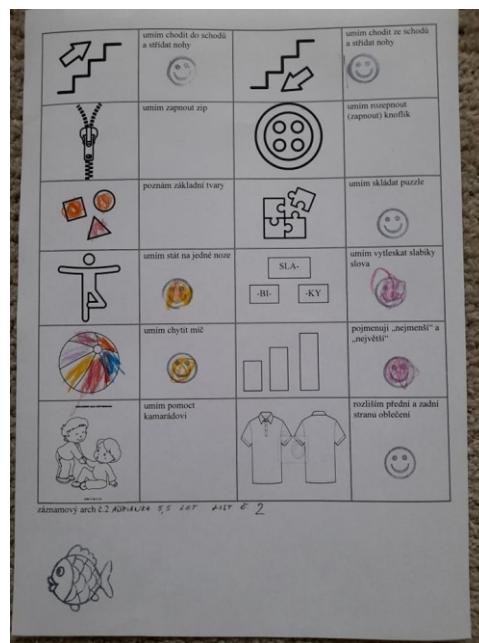 umím chodit do schodů
a střídat nohy
umím chodit ze schodů
a střídat nohy
umím zapnout zip
umím rozepnout
(zapnout) knoflík
poznám základní tvary
umím skládat puzzle
umím stát na jedné noze
SLA-
-BI-
-KY
umím vytleskat slabiky
slova
umím chytit míč
pojmenuji „nejmenší“ a
„největší“
umím pomoct
kamarádovi
rozliším přední a zadní
stranu oblečení
záznamový arch č.2 ADRIANKA 5,5 LET LIST č. 2